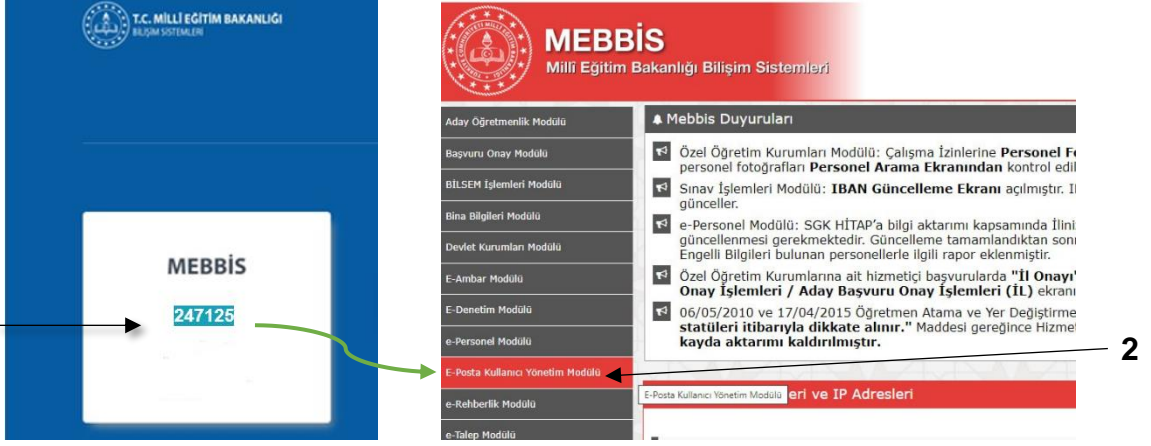 T.C. MİLLÎ EĞİTİM BAKANLIĞI
BİLİŞİM SİSTEMLERİ
MEBBİS
247125
MEBBİS
Millî Eğitim Bakanlığı Bilişim Sistemleri
Aday Öğretmenlik Modülü
Başvuru Onay Modülü
BİLSEM İşlemleri Modülü
Bina Bilgileri Modülü
Devlet Kurumları Modülü
E-Ambar Modülü
E-Denetim Modülü
e-Personel Modülü
E-Posta Kullanıcı Yönetim Modülü
e-Rehberlik Modülü
e-Talep Modülü
Mebbis Duyuruları
Özel Öğretim Kurumları Modülü: Çalışma İzinlerine Personel
personel fotoğrafları Personel Arama Ekranından kontrol
Sınav İşlemleri Modülü: IBAN Güncelleme Ekranı açılmıştır.
günceller.
e-Personel Modülü: SGK HİTAP'a bilgi aktarımı kapsamında
güncellenmesi gerekmektedir. Güncelleme tamamlandıktan
Engelli Bilgileri bulunan personellerle ilgili rapor eklenmiştir.
Özel Öğretim Kurumlarına ait hizmetiçi başvurularda "İl Onayı"
Onay İşlemleri / Aday Başvuru Onay İşlemleri (İL)
06/05/2010 ve 17/04/2015 Öğretmen Atama ve Yer Değiştirme
statüleri itibarıyla dikkate alınır." Maddesi gereğince
kayda aktarımı kaldırılmıştır.
2
E-Posta Kullanıcı Yönetim Modülü
eri ve IP Adresleri